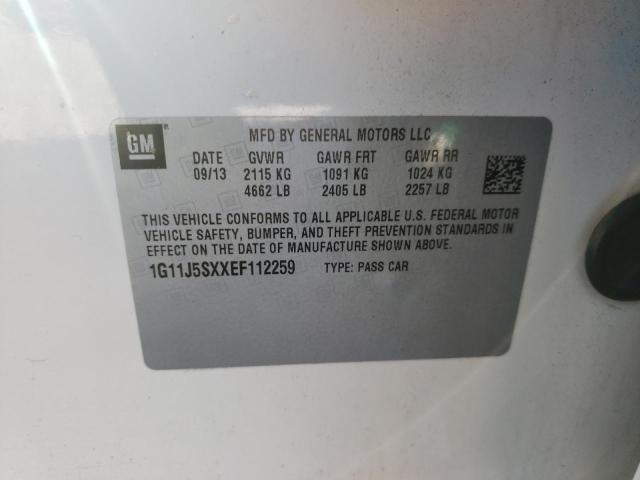 GM MFD BY GENERAL MOTORS LLC
DATE GVWR GAWR FRT GAWR RR
09/13 2115 KG 1091 KG 1024 KG
4662 LB 2405 LB 2257 LB
THIS VEHICLE CONFORMS TO ALL APPLICABLE U.S. FEDERAL MOTOR
VEHICLE SAFETY, BUMPER, AND THEFT PREVENTION STANDARDS IN
EFFECT ON THE DATE OF MANUFACTURE SHOWN ABOVE.
1G11J5SXXEF112259 TYPE: PASS CAR